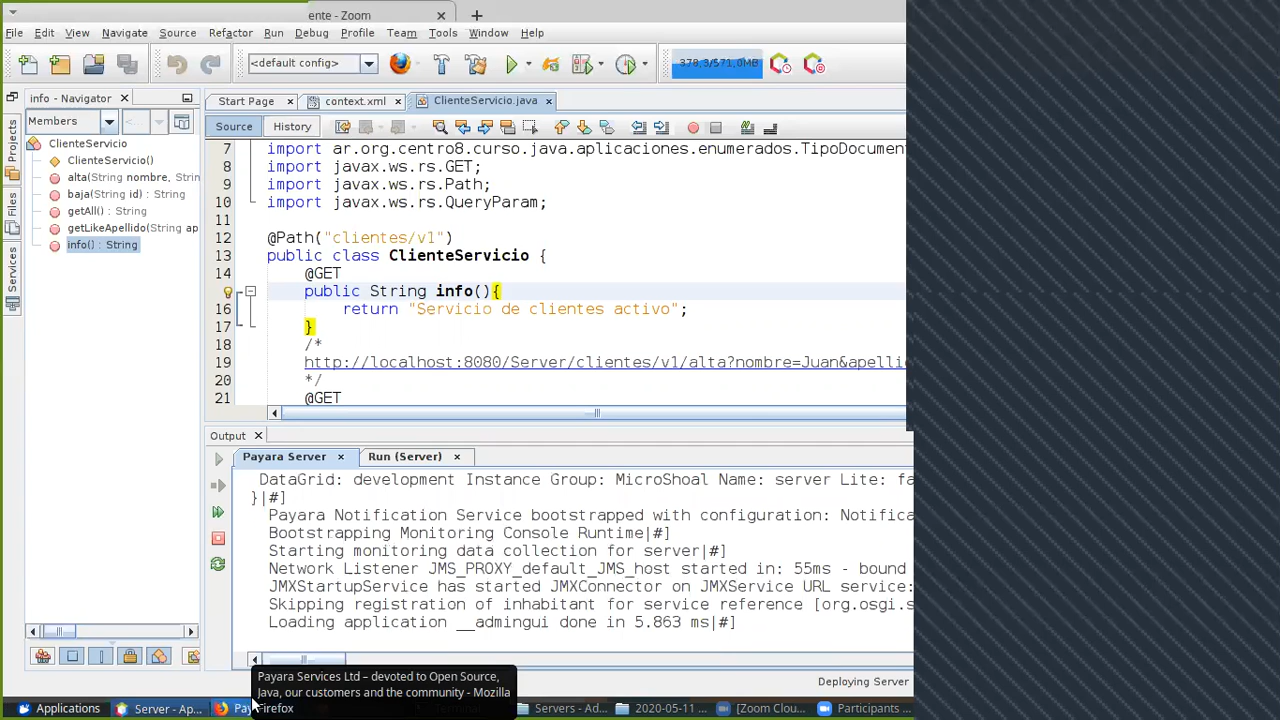 ente - Zoom
File Edit View Navigate Source Refactor Run Debug Profile Team Tools Window Help
<default config>
378,3/571,0MB
info - Navigator
Members
<...
Start Page
context.xml
ClienteServicio.java
Source
History
Projects
Files
Services
ClienteServicio
ClienteServicio()
alta(String nombre, Strin
baja(String id) : String
getAll() : String
getLikeApellido(String ap
info() : String
7 import ar.org.centro8.curso.java.aplicaciones.enumerados.TipoDocumen
8 import javax.ws.rs.GET;
9 import javax.ws.rs.Path;
10 import javax.ws.rs.QueryParam;
11
12 @Path("clientes/v1")
13 public class ClienteServicio {
14 @GET
public String info(){
16 return "Servicio de clientes activo";
17 }
18 /*
19 http://localhost:8080/Server/clientes/v1/alta?nombre=Juan&apelli
20 */
21 @GET
Output
Payara Server
Run (Server)
DataGrid: development Instance Group: MicroShoal Name: server Lite: fa
}|#]
Payara Notification Service bootstrapped with configuration: Notifica
Bootstrapping Monitoring Console Runtime|#]
Starting monitoring data collection for server|#]
Network Listener JMS_PROXY_default_JMS_host started in: 55ms - bound
JMXStartupService has started JMXConnector on JMXService URL service:
Skipping registration of inhabitant for service reference [org.osgi.s
Loading application __admingui done in 5.863 ms|#]
Payara Services Ltd – devoted to Open Source,
Java, our customers and the community - Mozilla
Firefox
Deploying Server
Applications
Server - Ap...
Pay
Servers - Ad...
2020-05-11 ...
[Zoom Clou...
Participants ...